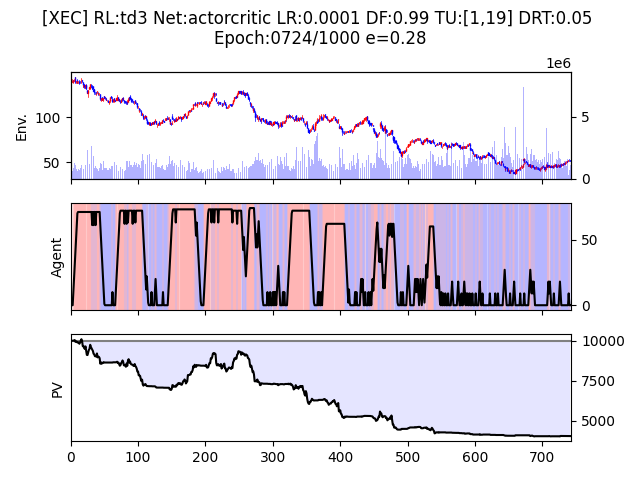 [XEC] RL:td3 Net:actorcritic LR:0.0001 DF:0.99 TU:[1,19] DRT:0.05
Epoch:0724/1000 e=0.28
1e6
Env.
100
50
5
0
Agent
50
0
PV
10000
7500
5000
0 100 200 300 400 500 600 700